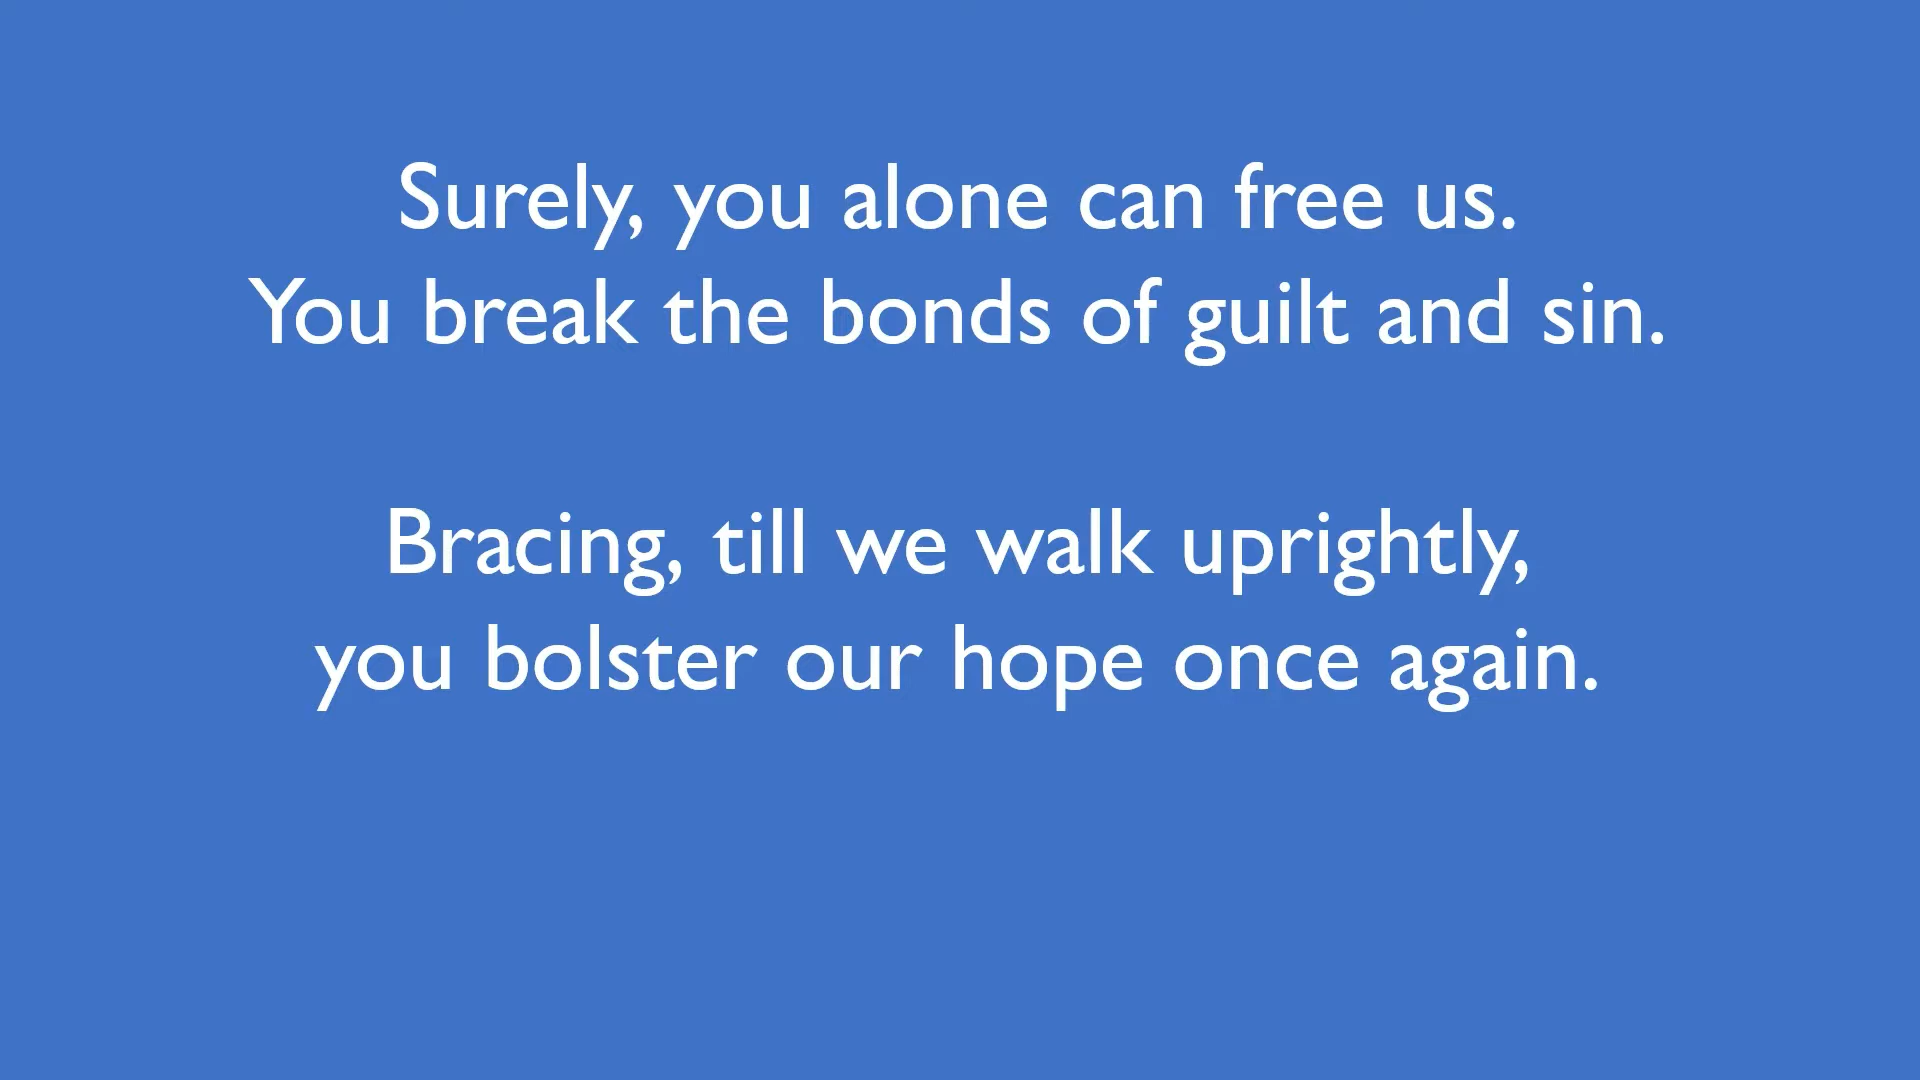 Surely, you alone can free us.
You break the bonds of guilt and sin.
Bracing, till we walk uprightly,
you bolster our hope once again.